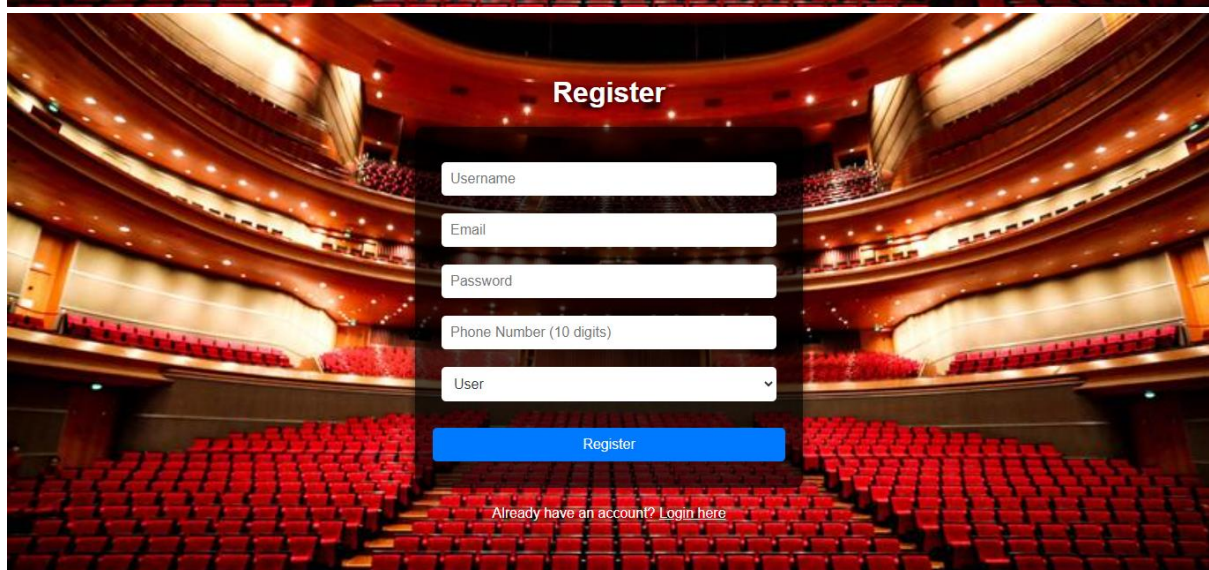 Register
Username
Email
Password
Phone Number (10 digits)
User
Register
Already have an account? Login here